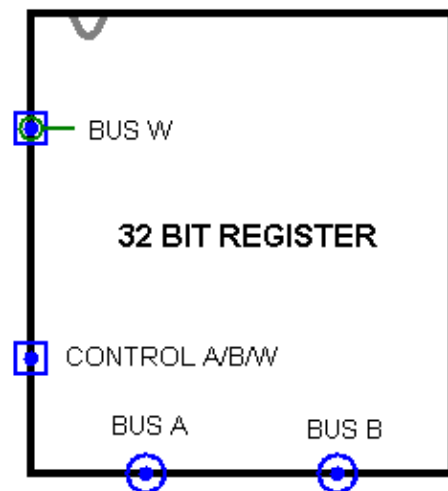 BUS W
32 BIT REGISTER
CONTROL A/B/W
BUS A
BUS B